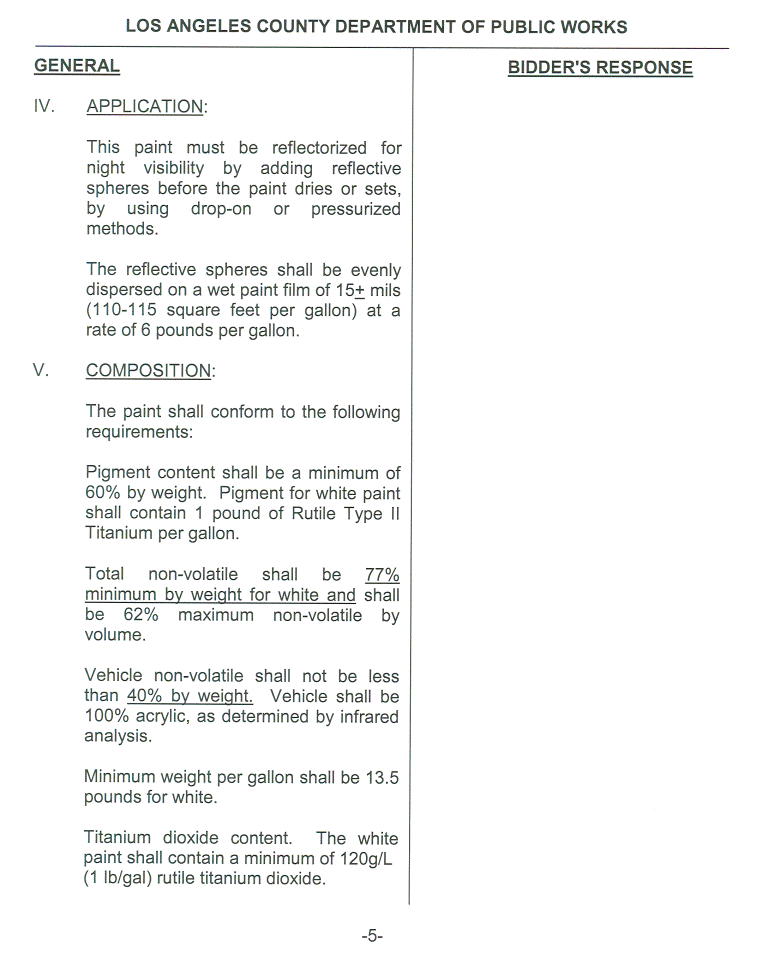 LOS ANGELES COUNTY DEPARTMENT OF PUBLIC WORKS
GENERAL
BIDDER'S RESPONSE
IV. APPLICATION:
This paint must be reflectorized for
night visibility by adding reflective
spheres before the paint dries or sets,
by using drop-on or pressurized
methods.
The reflective spheres shall be evenly
dispersed on a wet paint film of 15± mils
(110-115 square feet per gallon) at a
rate of 6 pounds per gallon.
V. COMPOSITION:
The paint shall conform to the following
requirements:
Pigment content shall be a minimum of
60% by weight. Pigment for white paint
shall contain 1 pound of Rutile Type II
Titanium per gallon.
Total non-volatile shall be 77%
minimum by weight for white and shall
be 62% maximum non-volatile by
volume.
Vehicle non-volatile shall not be less
than 40% by weight. Vehicle shall be
100% acrylic, as determined by infrared
analysis.
Minimum weight per gallon shall be 13.5
pounds for white.
Titanium dioxide content. The white
paint shall contain a minimum of 120g/L
(1 lb/gal) rutile titanium dioxide.
-5-